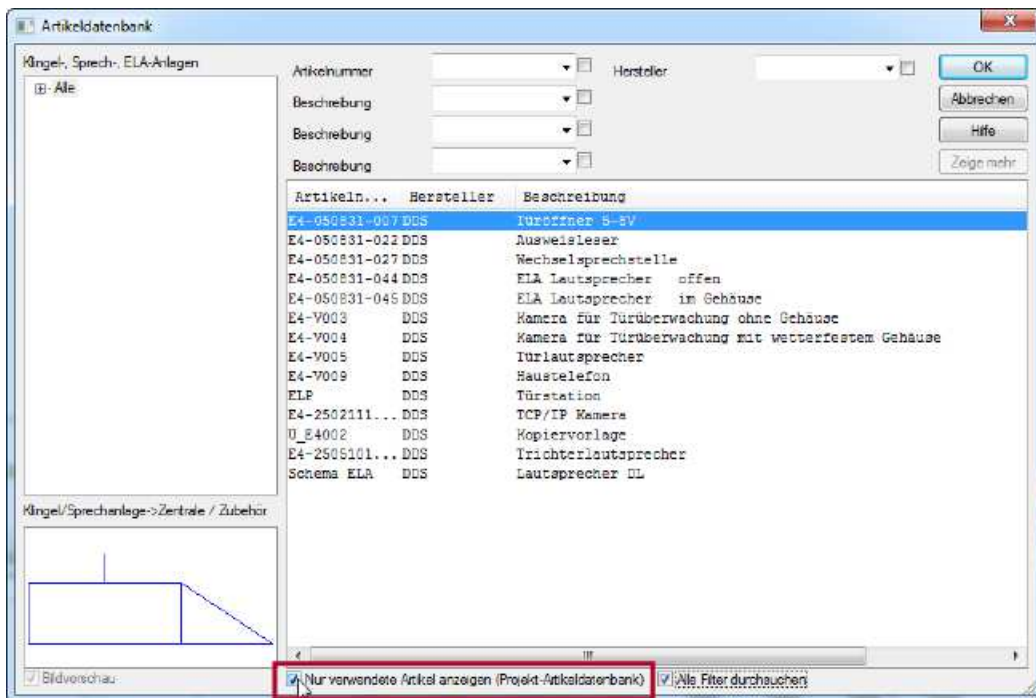 Artikeldatenbank
Klingel-, Sprech-, ELA-Anlagen
Alle
Artikelnummer
Hersteller
OK
Beschreibung
Abbrechen
Beschreibung
Hilfe
Beschreibung
Zeige mehr
Artikeln... Hersteller Beschreibung
E4-050831-007 DDS Türöffner 5-8V
E4-050831-022 DDS Ausweisleser
E4-050831-027 DDS Wechselsprechstelle
E4-050831-044 DDS ELA Lautsprecher offen
E4-050831-045 DDS ELA Lautsprecher im Gehäuse
E4-V003 DDS Kamera für Türüberwachung ohne Gehäuse
E4-V004 DDS Kamera für Türüberwachung mit wetterfestem Gehäuse
E4-V005 DDS Türlautsprecher
E4-V009 DDS Haustelefon
ELP DDS Türstation
E4-2502111... DDS TCP/IP Kamera
U_E4002 DDS Kopiervorlage
E4-2505101... DDS Trichterlautsprecher
Schema ELA DDS Lautsprecher DL
Klingel/Sprechanlage->Zentrale / Zubehör
Bildvorschau
Nur verwendete Artikel anzeigen (Projekt-Artikeldatenbank)
Alle Filter durchsuchen